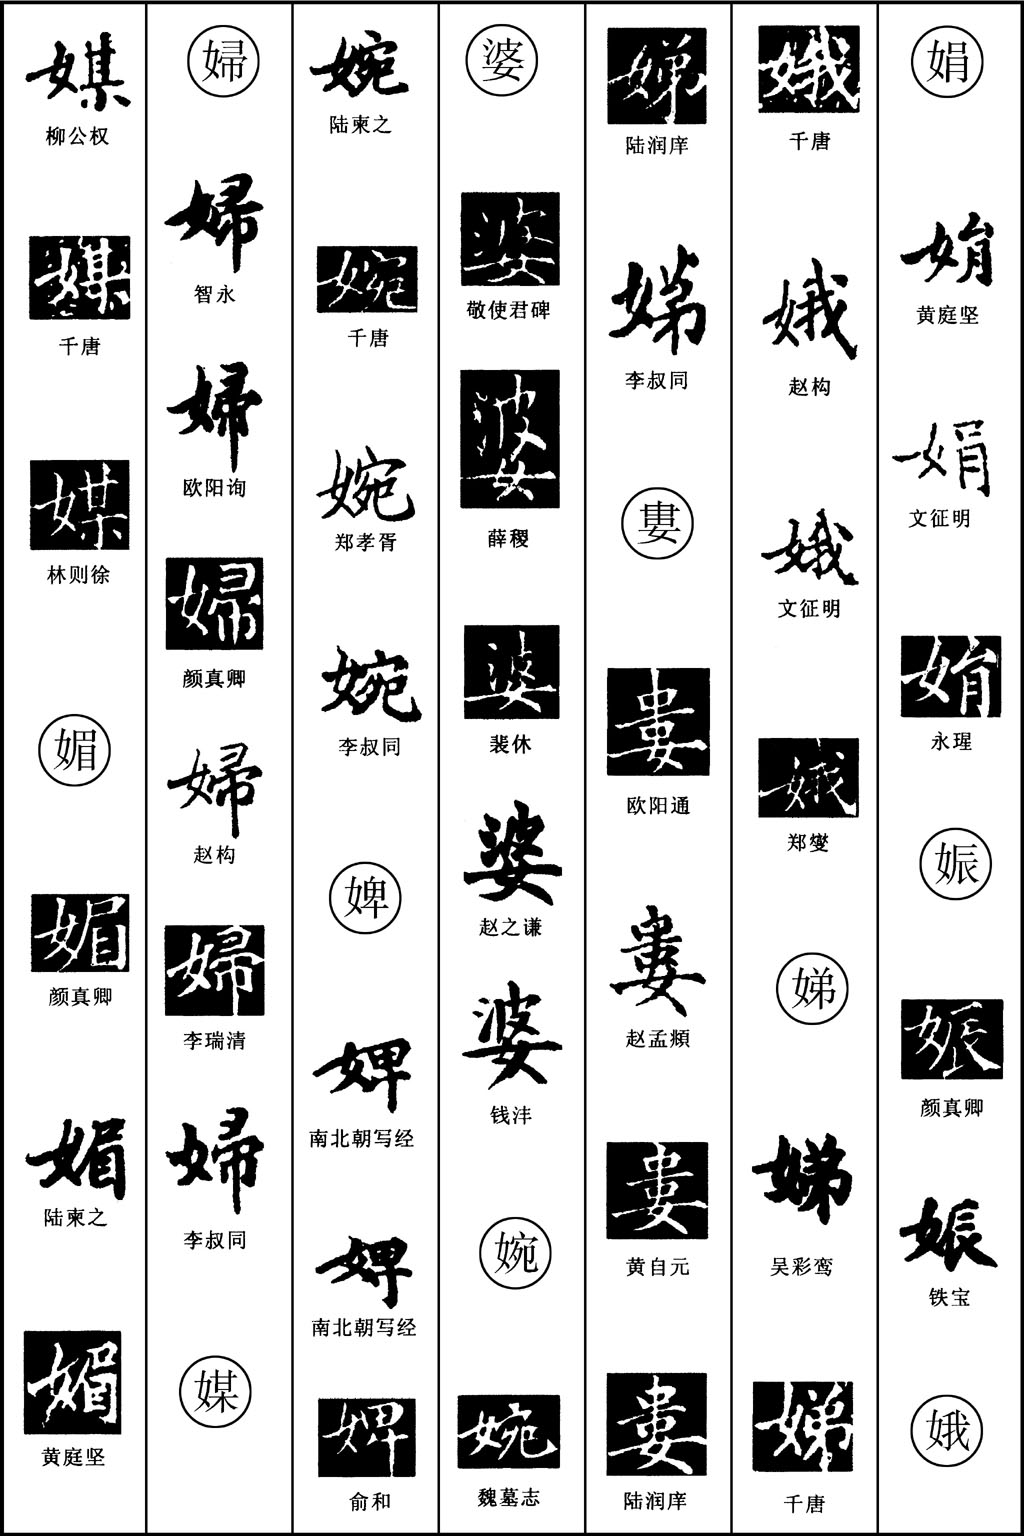 娟
娟
黄庭坚
娟
文征明
娟
永瑆
娠
娠
颜真卿
娠
铁宝
娥
娥
千唐
娥
赵构
娥
文征明
娥
郑燮
娣
娣
吴彩鸾
娣
千唐
娣
陆润庠
娣
李叔同
婁
婁
欧阳通
婁
赵孟頫
婁
黄自元
婁
陆润庠
婆
婆
敬使君碑
婆
薛稷
婆
裴休
婆
赵之谦
婆
钱沣
婉
婉
魏墓志
婉
陆柬之
婉
千唐
婉
郑孝胥
婉
李叔同
婢
婢
南北朝写经
婢
南北朝写经
婢
俞和
婦
婦
智永
婦
欧阳询
婦
颜真卿
婦
赵构
婦
李瑞清
婦
李叔同
媒
媒
柳公权
媒
千唐
媒
林则徐
媚
媚
颜真卿
媚
陆柬之
媚
黄庭坚